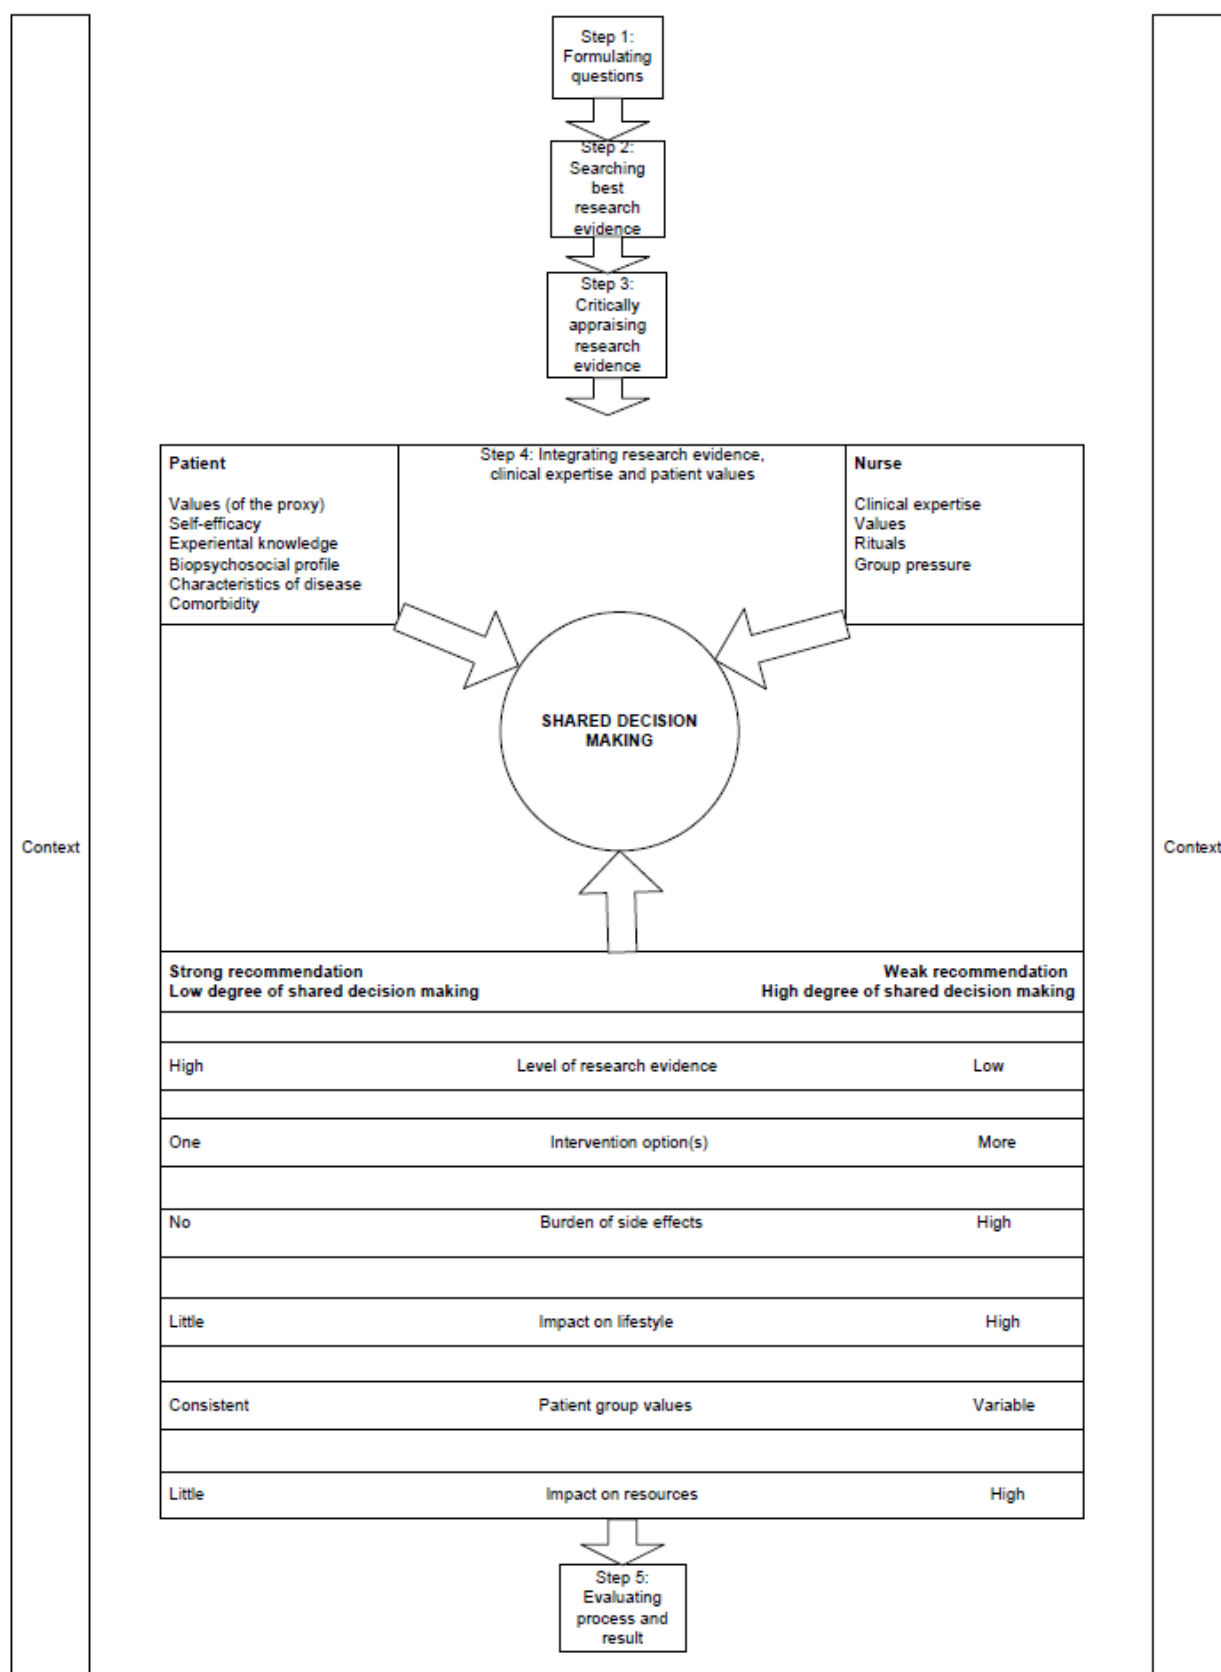 Step 1:
Formulating
questions
Step 2:
Searching
best
research
evidence
Step 3:
Critically
appraising
research
evidence
Patient
Values (of the proxy)
Self-efficacy
Experiental knowledge
Biopsychosocial profile
Characteristics of disease
Comorbidity
Step 4: Integrating research evidence,
clinical expertise and patient values
Nurse
Clinical expertise
Values
Rituals
Group pressure
SHARED DECISION
MAKING
Context
Context
Strong recommendation
Low degree of shared decision making
Weak recommendation
High degree of shared decision making
High Level of research evidence Low
One Intervention option(s) More
No Burden of side effects High
Little Impact on lifestyle High
Consistent Patient group values Variable
Little Impact on resources High
Step 5:
Evaluating
process and
result